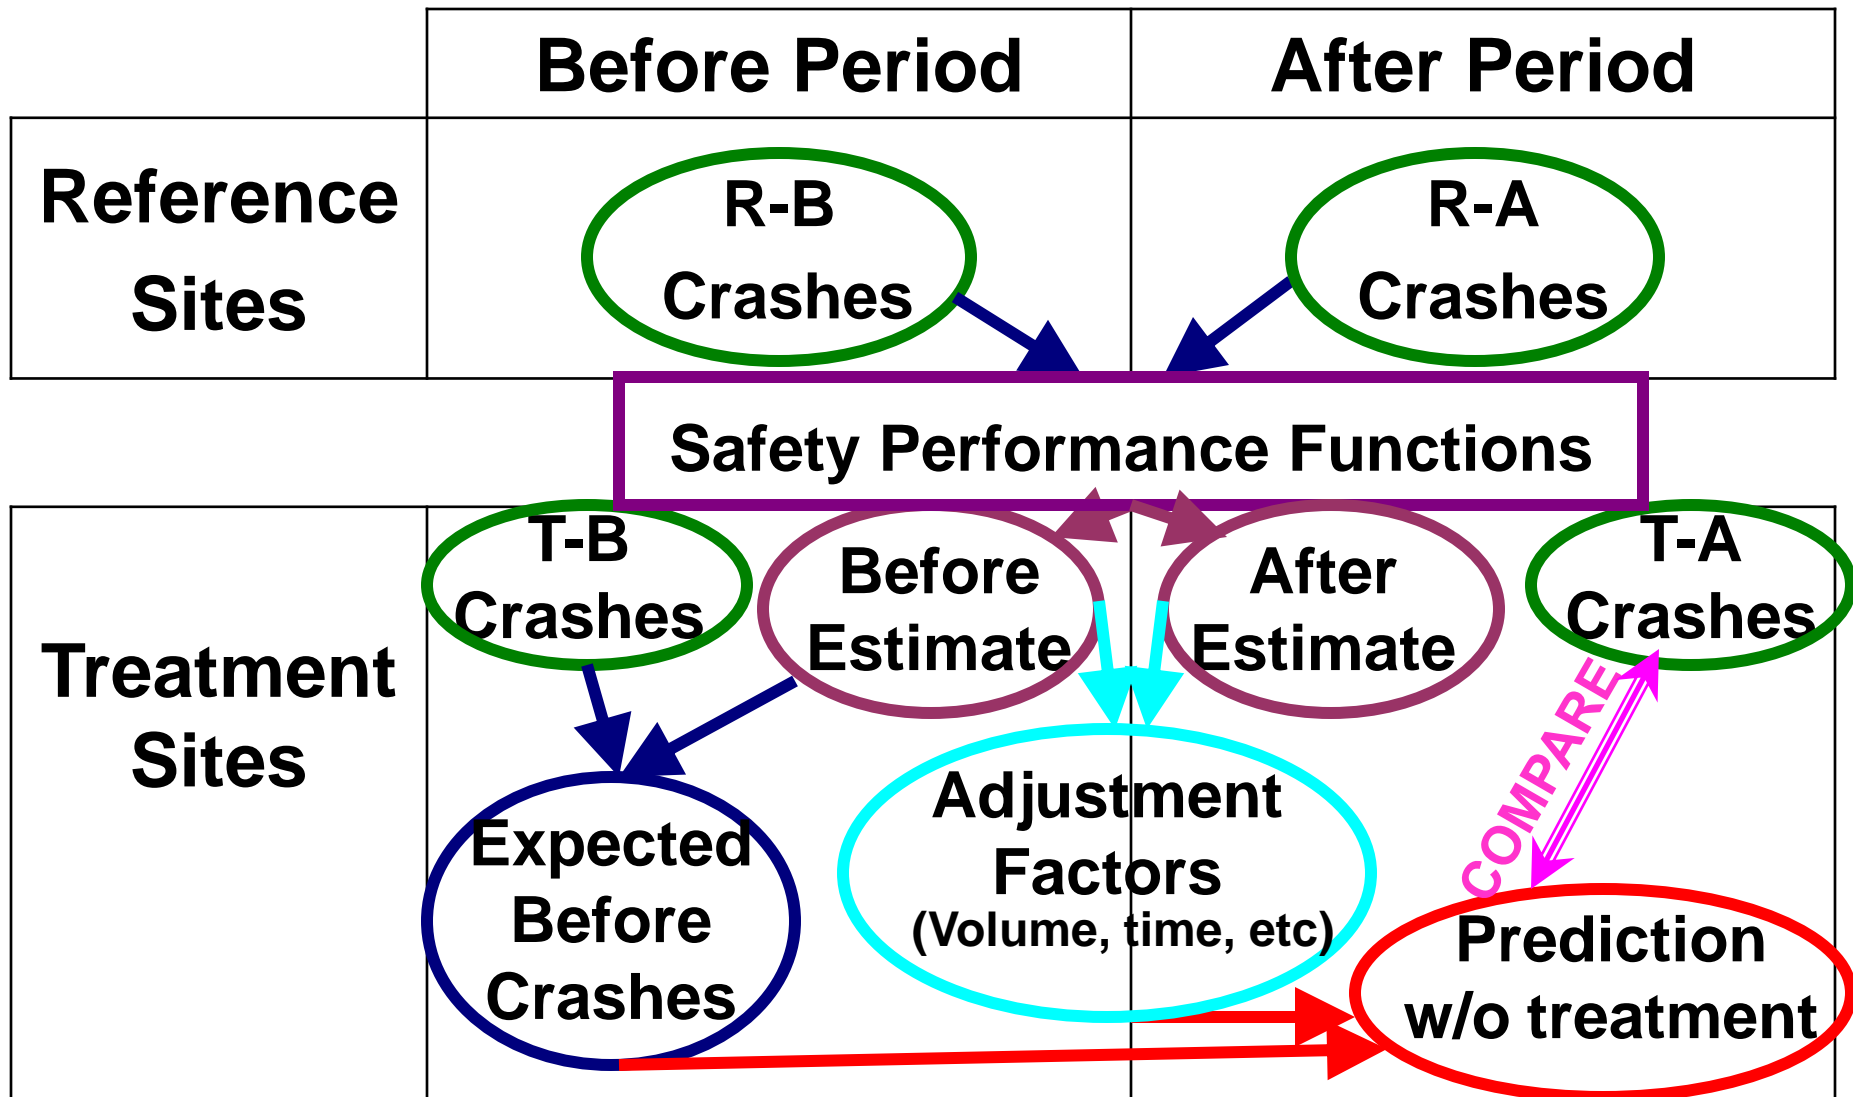 Before Period
After Period
Reference
Sites
R-B
Crashes
R-A
Crashes
Safety Performance Functions
Treatment
Sites
T-B
Crashes
Before
Estimate
After
Estimate
T-A
Crashes
Expected
Before
Crashes
Adjustment
Factors
(Volume, time, etc)
COMPARE
Prediction
w/o treatment